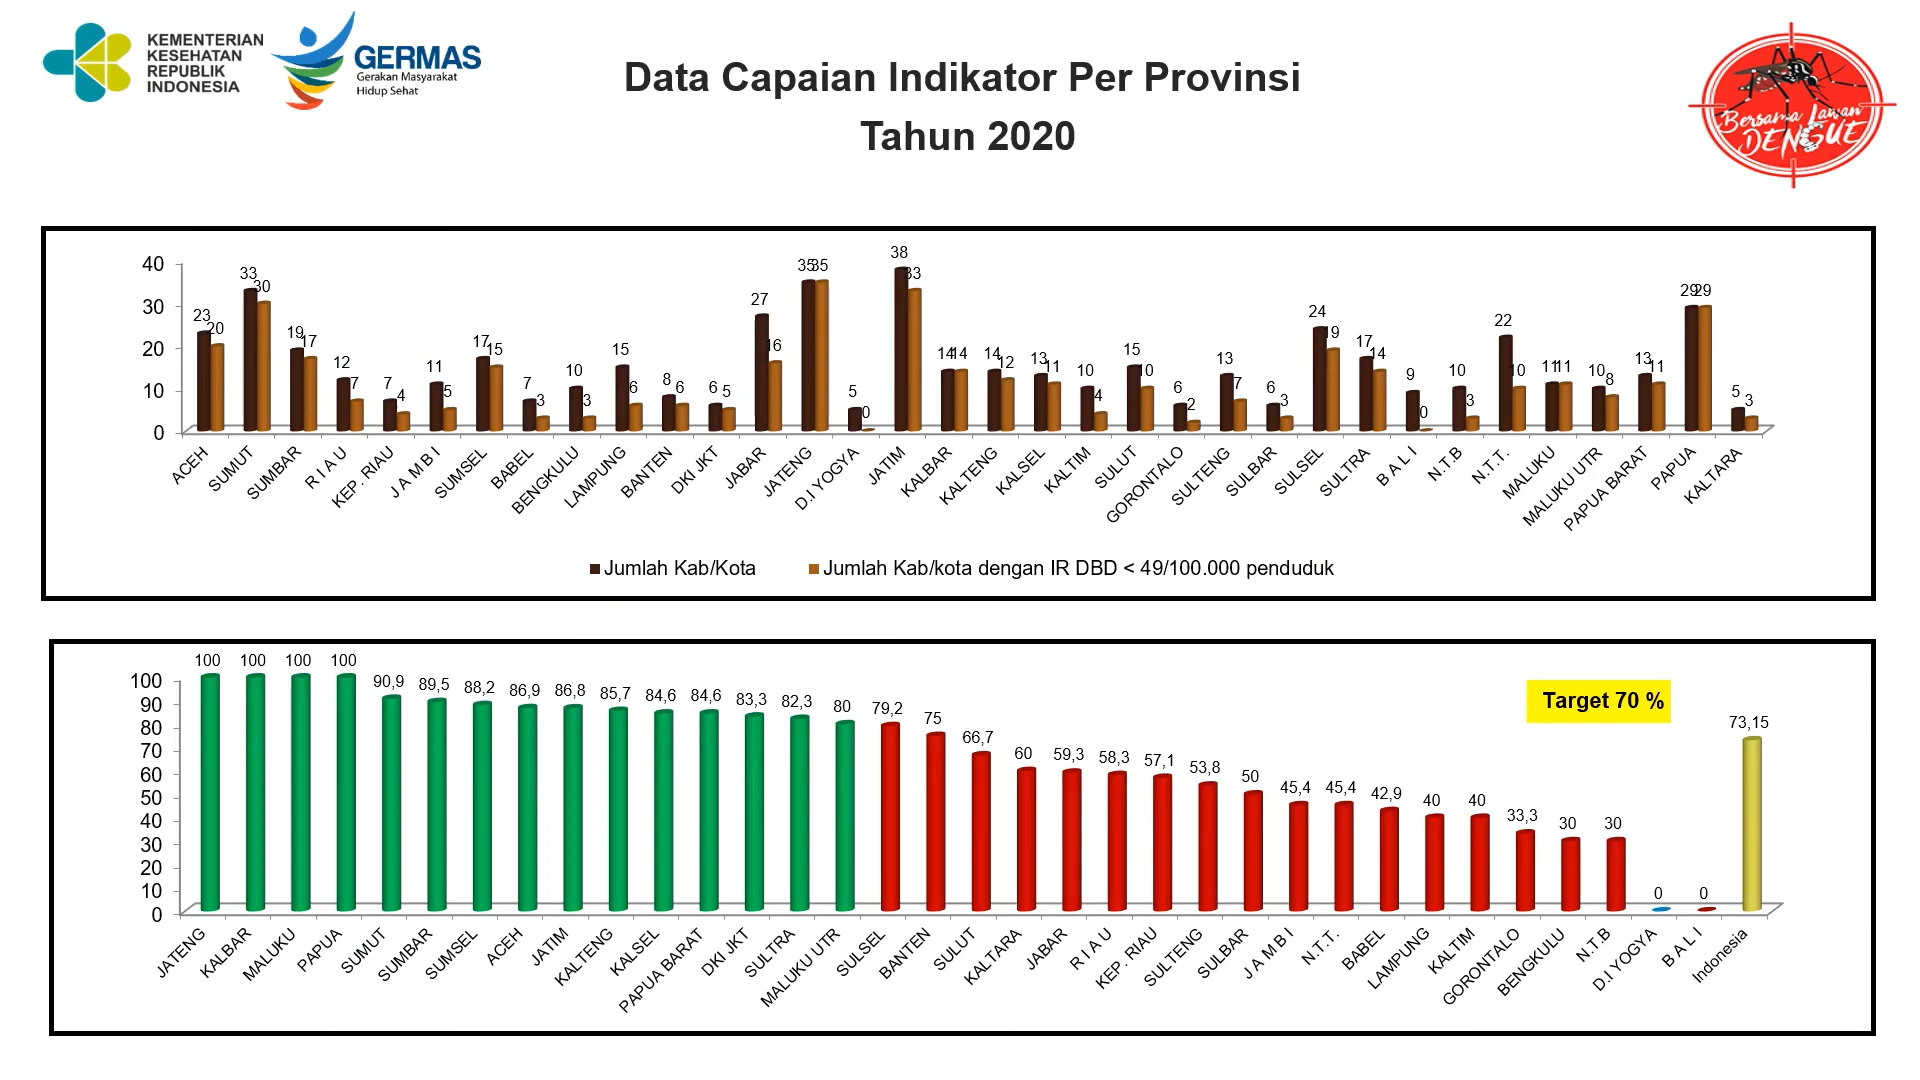 KEMENTERIAN
KESEHATAN
REPUBLIK
INDONESIA
GERMAS
Gerakan Masyarakat
Hidup Sehat
Data Capaian Indikator Per Provinsi
Tahun 2020
Bersama Lawan
DENGUE
40
30
20
10
0
23 20 33 30 19 17 12 7 7 4 11 5 17 15 7 3 10 3 15 6 8 6 6 5 27 16 35 35 5 0 38 33 14 14 14 12 13 11 10 4 15 10 6 2 13 7 6 3 24 19 17 14 9 0 10 3 22 10 11 11 10 8 13 11 29 29 5 3
ACEH SUMUT SUMBAR R I A U KEP. RIAU J A M B I SUMSEL BABEL BENGKULU LAMPUNG BANTEN DKI JKT JABAR JATENG D.I YOGYA JATIM KALBAR KALTENG KALSEL KALTIM SULUT GORONTALO SULTENG SULBAR SULSEL SULTRA B A L I N.T.B N.T.T. MALUKU MALUKU UTR PAPUA BARAT PAPUA KALTARA
Jumlah Kab/Kota Jumlah Kab/kota dengan IR DBD < 49/100.000 penduduk
100
90
80
70
60
50
40
30
20
10
0
100 100 100 100 90,9 89,5 88,2 86,9 86,8 85,7 84,6 84,6 83,3 82,3 80 79,2 75 66,7 60 59,3 58,3 57,1 53,8 50 45,4 45,4 42,9 40 40 33,3 30 30 0 0 73,15
Target 70 %
JATENG KALBAR MALUKU PAPUA SUMUT SUMBAR SUMSEL ACEH JATIM KALTENG KALSEL PAPUA BARAT DKI JKT SULTRA MALUKU UTR SULSEL BANTEN SULUT KALTARA JABAR R I A U KEP. RIAU SULTENG SULBAR J A M B I N.T.T. BABEL LAMPUNG KALTIM GORONTALO BENGKULU N.T.B D.I YOGYA B A L I Indonesia